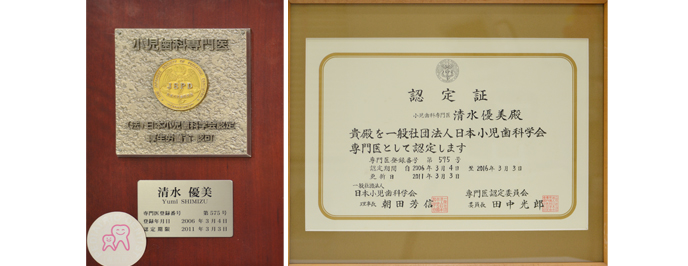 小児歯科専門医
清水 優美
Yumi SHIMIZU
専門医登録番号 第575号
登録年月日 2006年3月4日
認定期限 2011年3月3日
認定証
小児歯科専門医 清水優美殿
貴殿を一般社団法人日本小児歯科学会
専門医として認定します
専門医登録番号 第575号
認定期間 自2006年3月4日 至2016年3月3日
更新日 2011年3月3日
一般社団法人
日本小児歯科学会 専門医認定委員会
理事長 朝田芳信 委員長 田中光郎